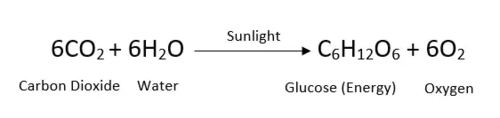 Sunlight
6CO₂ + 6H₂O → C₆H₁₂O₆ + 6O₂
Carbon Dioxide Water Glucose (Energy) Oxygen